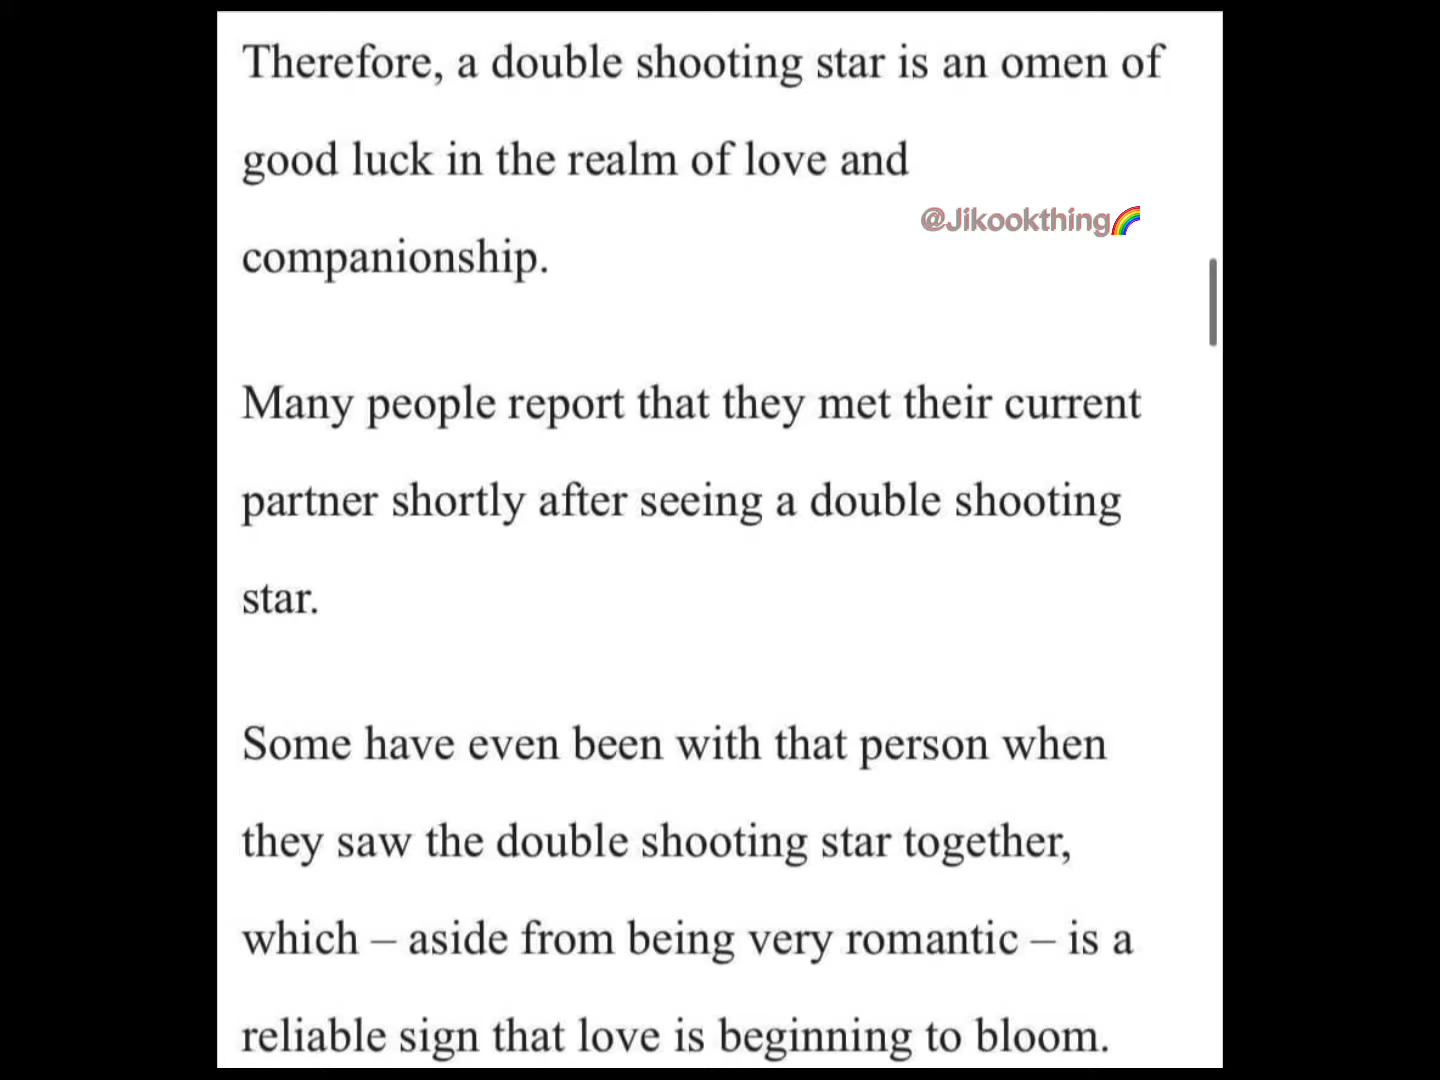 Therefore, a double shooting star is an omen of
good luck in the realm of love and
@Jikookthing🌈
companionship.
Many people report that they met their current
partner shortly after seeing a double shooting
star.
Some have even been with that person when
they saw the double shooting star together,
which – aside from being very romantic – is a
reliable sign that love is beginning to bloom.